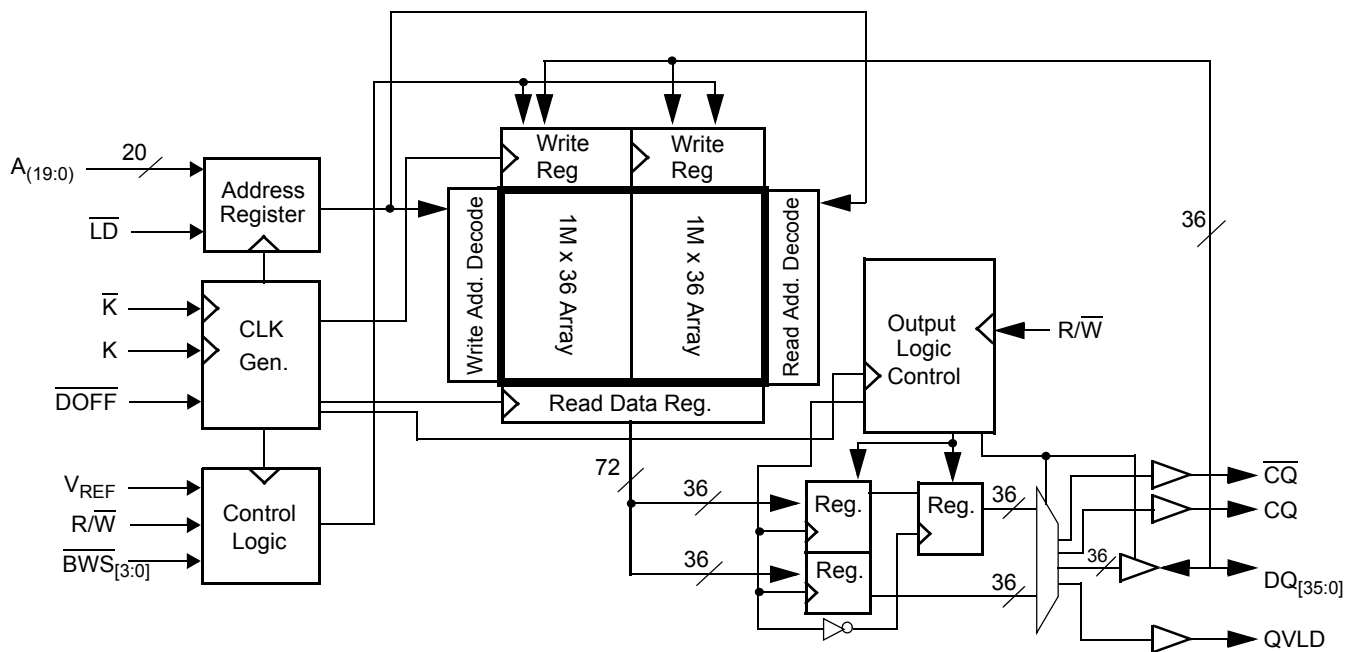 A(19:0)
20
LD
Address
Register
K
K
DOFF
CLK
Gen.
VREF
R/W
BWS[3:0]
Control
Logic
Write
Reg
Write
Reg
Write Add. Decode
1M x 36 Array
1M x 36 Array
Read Add. Decode
Read Data Reg.
36
Output
Logic
Control
R/W
72
36
36
Reg.
Reg.
Reg.
36
36
36
CQ
CQ
DQ[35:0]
QVLD